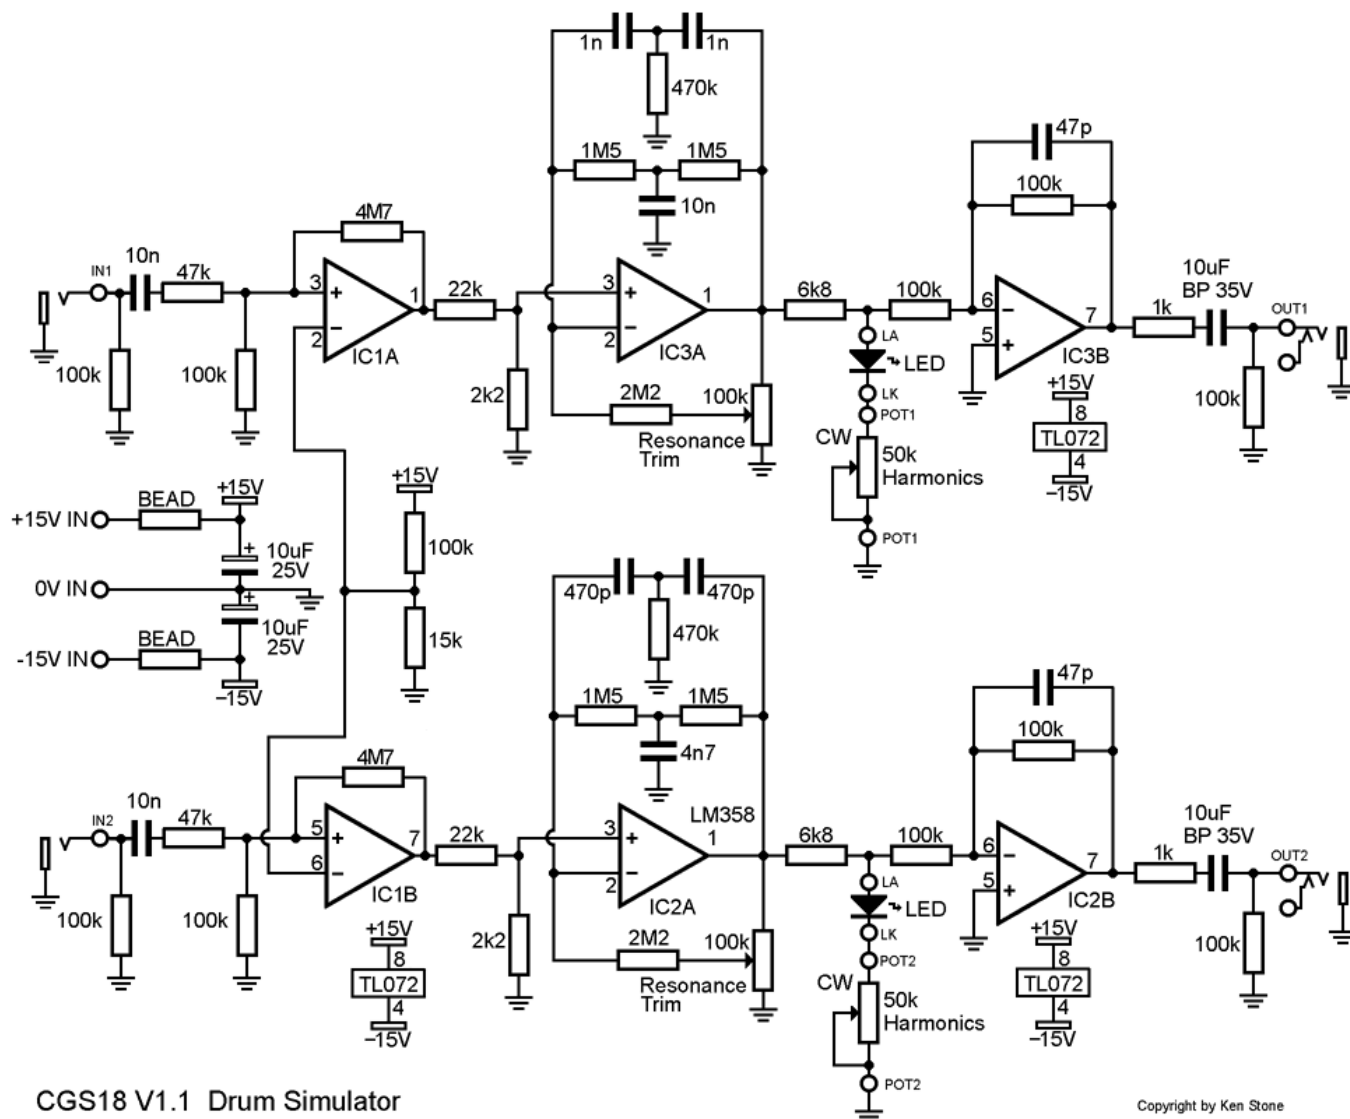 1n
1n
470k
1M5
1M5
10n
47p
100k
4M7
10n
47k
IN1
3
+
1
22k
3
+
1
6k8
100k
6
−
7
1k
10uF
BP 35V
OUT1
−
2
IC1A
−
2
IC3A
LA
LED
5
+
IC3B
100k
100k
2k2
2M2
100k
Resonance
Trim
LK
POT1
CW
50k
Harmonics
POT1
+15V
8
TL072
4
−15V
100k
+15V IN
BEAD
+15V
+
10uF
25V
0V IN
+
10uF
25V
-15V IN
BEAD
−15V
+15V
100k
15k
470p
470p
470k
1M5
1M5
4n7
47p
100k
4M7
10n
47k
IN2
5
+
7
22k
3
+
LM358
1
6k8
100k
6
−
7
1k
10uF
BP 35V
OUT2
6
−
IC1B
−
2
IC2A
LA
LED
5
+
IC2B
100k
100k
+15V
8
TL072
4
−15V
2k2
2M2
100k
Resonance
Trim
LK
POT2
CW
50k
Harmonics
POT2
+15V
8
TL072
4
−15V
100k
CGS18 V1.1 Drum Simulator
Copyright by Ken Stone